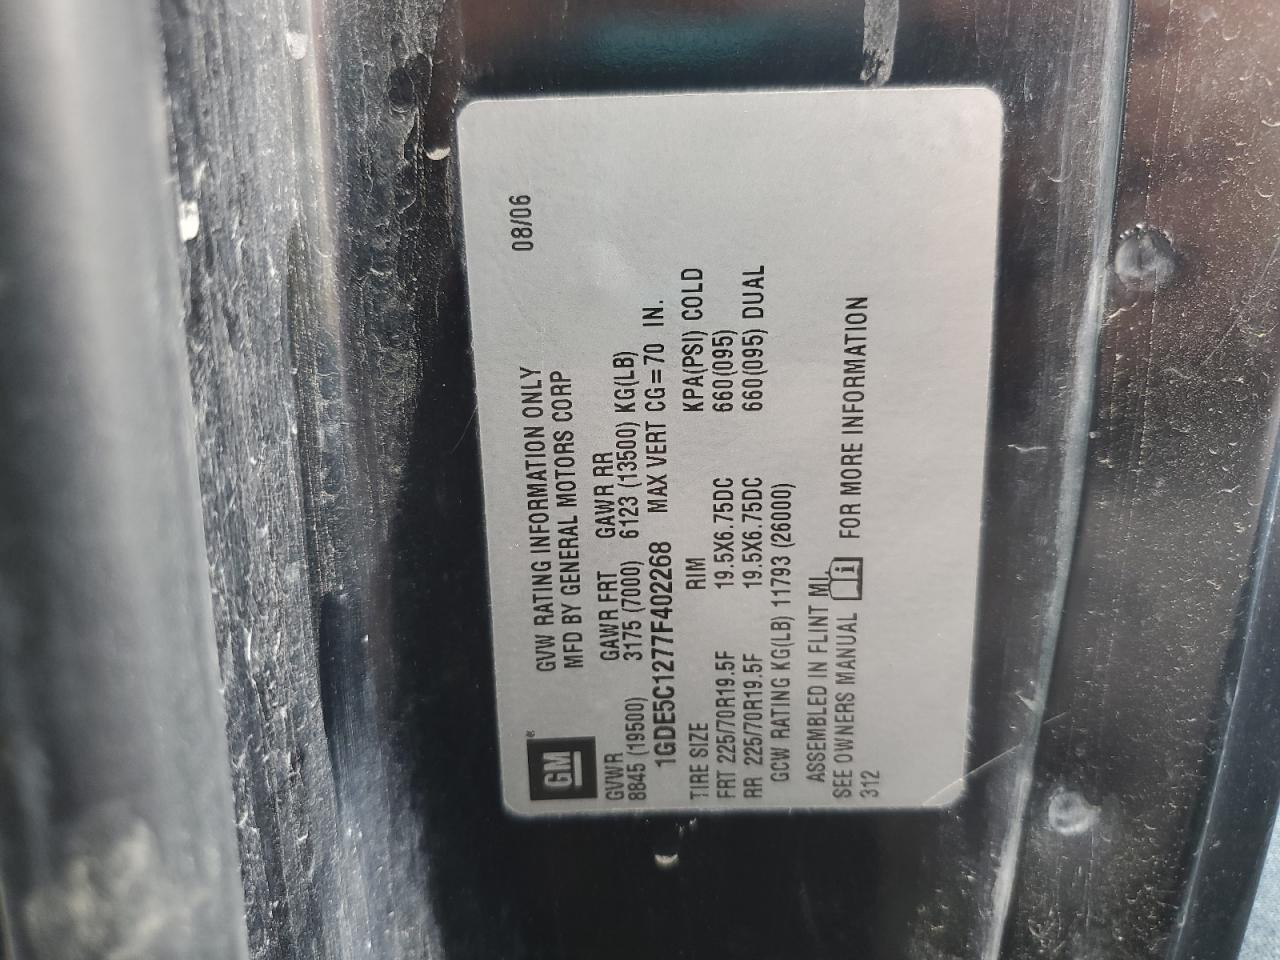 GM
GVW RATING INFORMATION ONLY 08/06
MFD BY GENERAL MOTORS CORP
GVWR GAWR FRT GAWR RR
8845 (19500) 3175 (7000) 6123 (13500) KG(LB)
1GDE5C1277F402268 MAX VERT CG=70 IN.
TIRE SIZE RIM KPA(PSI) COLD
FRT 225/70R19.5F 19.5X6.75DC 660(095)
RR 225/70R19.5F 19.5X6.75DC 660(095) DUAL
GCW RATING KG(LB) 11793 (26000)
ASSEMBLED IN FLINT MI.
SEE OWNERS MANUAL FOR MORE INFORMATION
312